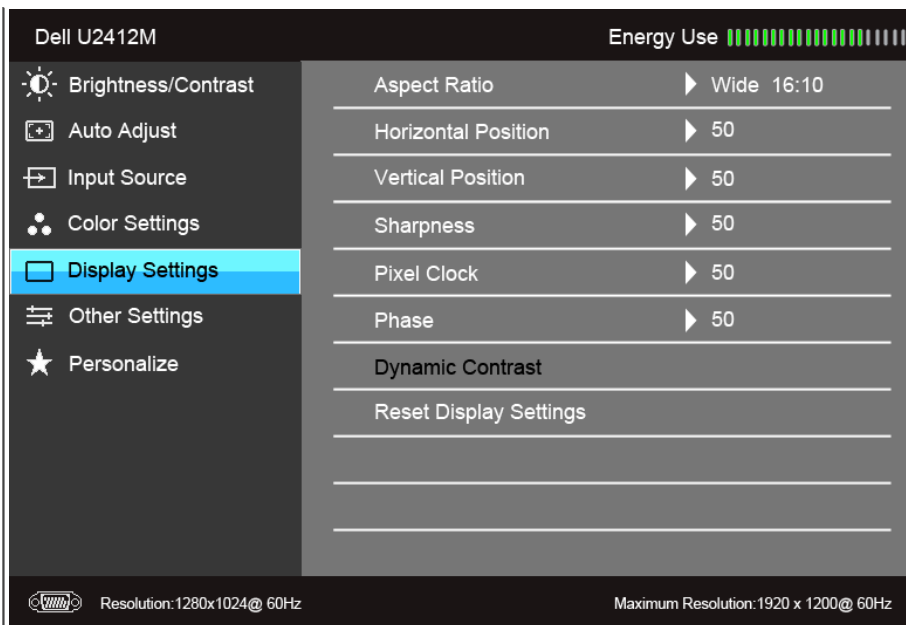 Dell U2412M Energy Use
Brightness/Contrast Aspect Ratio Wide 16:10
Auto Adjust Horizontal Position 50
Input Source Vertical Position 50
Color Settings Sharpness 50
Display Settings Pixel Clock 50
Other Settings Phase 50
Personalize Dynamic Contrast
Reset Display Settings
Resolution:1280x1024@ 60Hz Maximum Resolution:1920 x 1200@ 60Hz